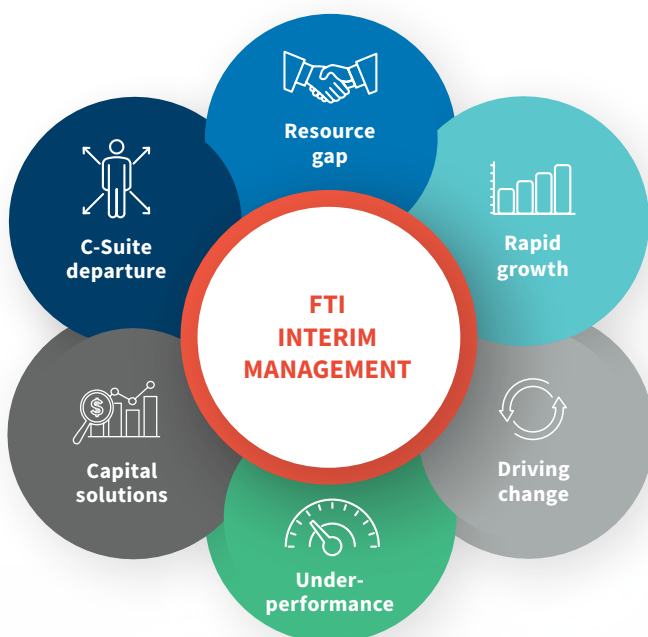 FTI
INTERIM
MANAGEMENT
Resource
gap
Rapid
growth
Driving
change
Under-
performance
Capital
solutions
$
C-Suite
departure